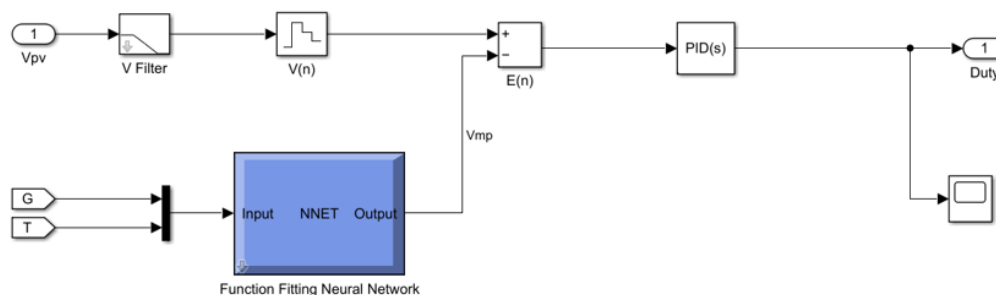 1
Vpv
V Filter
V(n)
+
−
E(n)
PID(s)
1
Duty
Vmp
G
T
Input NNET Output
Function Fitting Neural Network